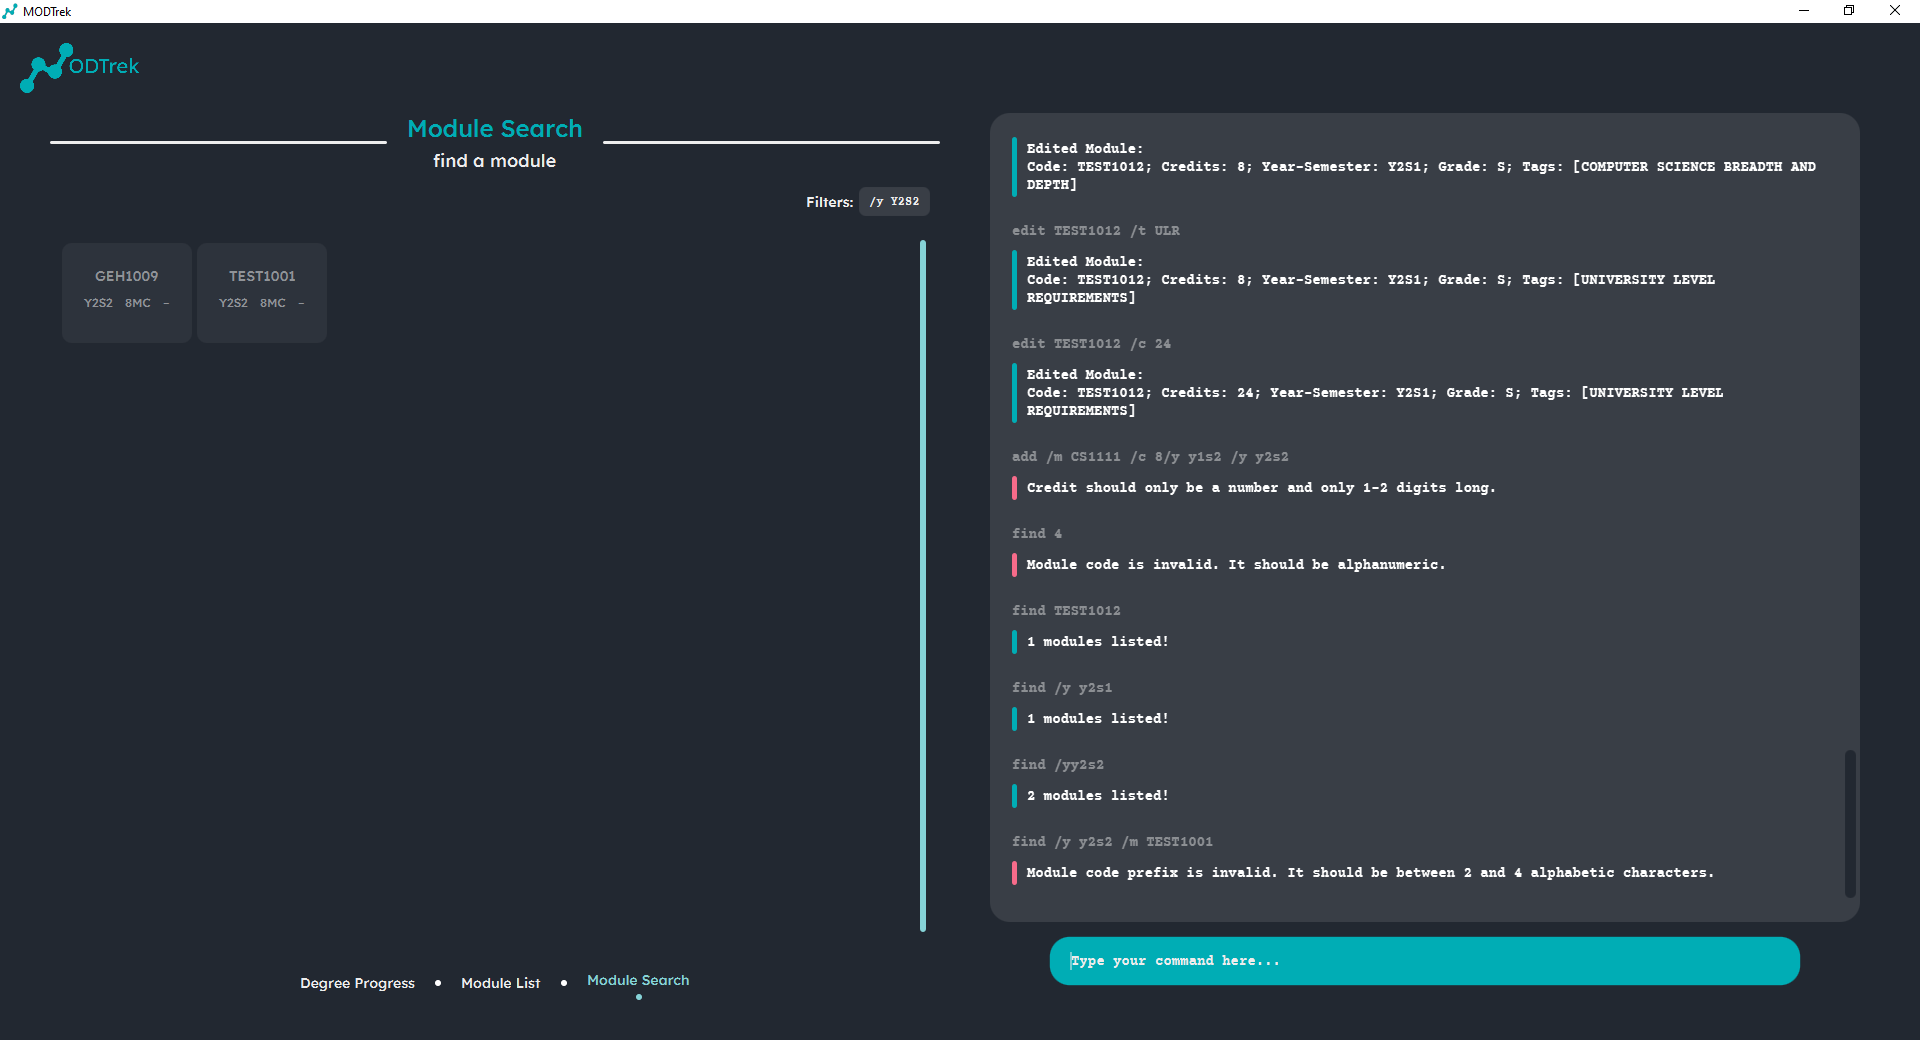 MODTrek
ODTrek
Module Search
find a module
Filters: /y Y2S2
GEH1009
Y2S2 8MC –
TEST1001
Y2S2 8MC –
Degree Progress • Module List • Module Search
Edited Module:
Code: TEST1012; Credits: 8; Year-Semester: Y2S1; Grade: S; Tags: [COMPUTER SCIENCE BREADTH AND
DEPTH]
edit TEST1012 /t ULR
Edited Module:
Code: TEST1012; Credits: 8; Year-Semester: Y2S1; Grade: S; Tags: [UNIVERSITY LEVEL
REQUIREMENTS]
edit TEST1012 /c 24
Edited Module:
Code: TEST1012; Credits: 24; Year-Semester: Y2S1; Grade: S; Tags: [UNIVERSITY LEVEL
REQUIREMENTS]
add /m CS1111 /c 8/y y1s2 /y y2s2
Credit should only be a number and only 1-2 digits long.
find 4
Module code is invalid. It should be alphanumeric.
find TEST1012
1 modules listed!
find /y y2s1
1 modules listed!
find /yy2s2
2 modules listed!
find /y y2s2 /m TEST1001
Module code prefix is invalid. It should be between 2 and 4 alphabetic characters.
Type your command here...